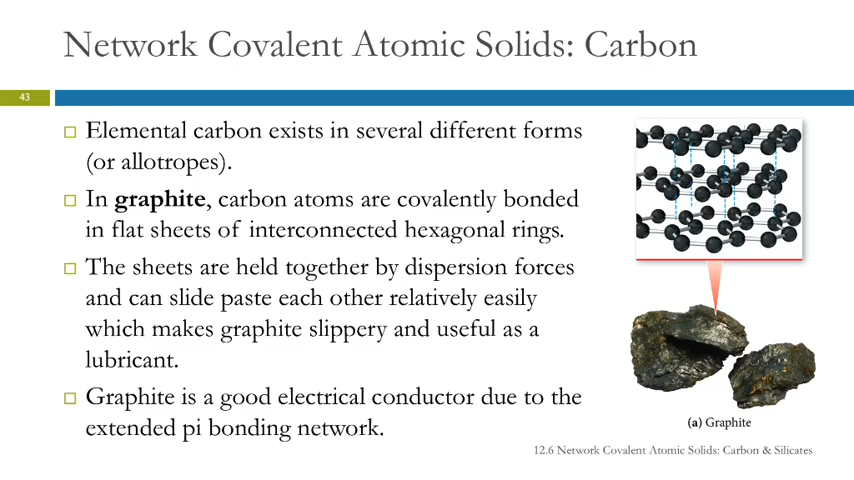 Network Covalent Atomic Solids: Carbon
43
Elemental carbon exists in several different forms
(or allotropes).
In graphite, carbon atoms are covalently bonded
in flat sheets of interconnected hexagonal rings.
The sheets are held together by dispersion forces
and can slide paste each other relatively easily
which makes graphite slippery and useful as a
lubricant.
Graphite is a good electrical conductor due to the
extended pi bonding network.
(a) Graphite
12.6 Network Covalent Atomic Solids: Carbon & Silicates